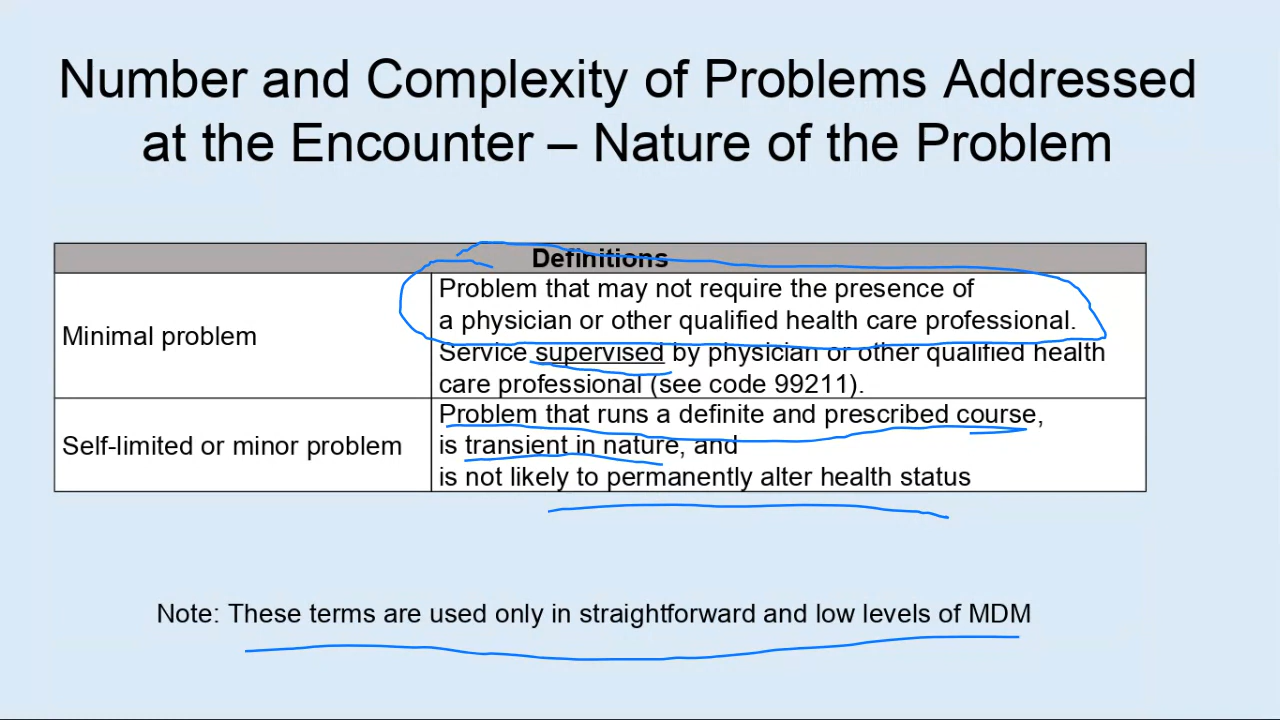 Number and Complexity of Problems Addressed
at the Encounter – Nature of the Problem
Definitions
Minimal problem
Problem that may not require the presence of
a physician or other qualified health care professional.
Service supervised by physician or other qualified health
care professional (see code 99211).
Self-limited or minor problem
Problem that runs a definite and prescribed course,
is transient in nature, and
is not likely to permanently alter health status
Note: These terms are used only in straightforward and low levels of MDM